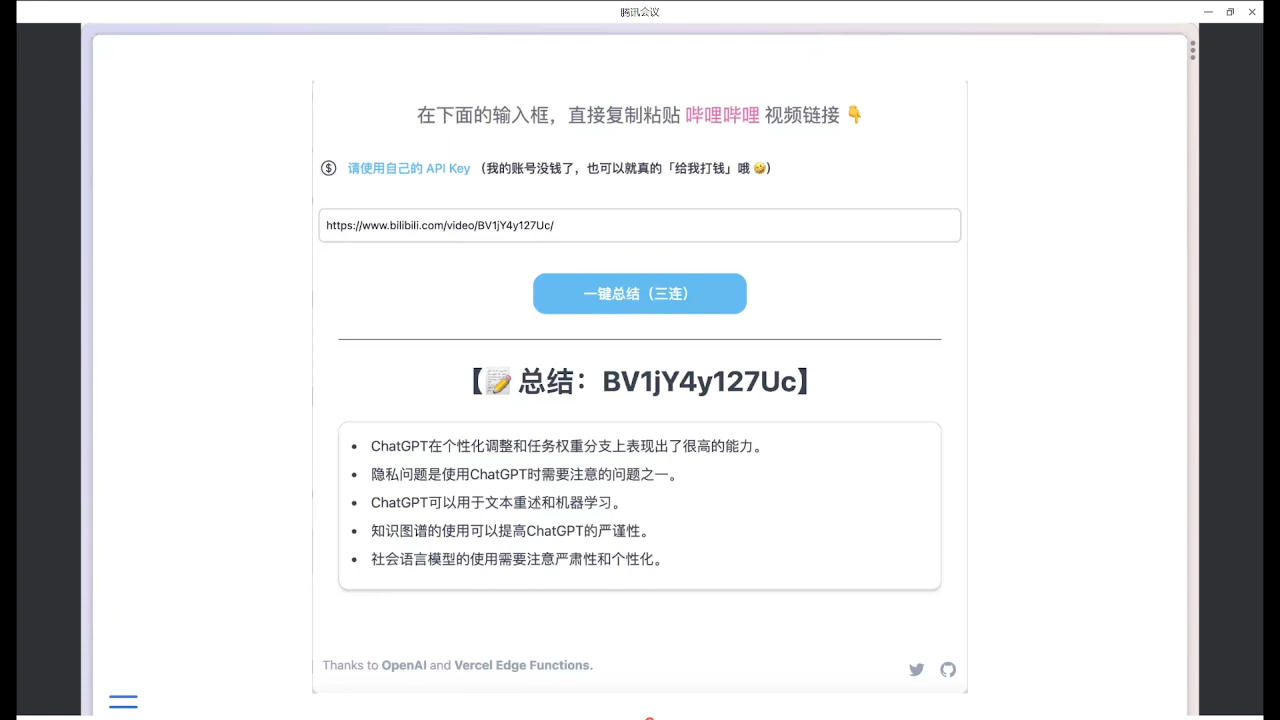 腾讯会议
在下面的输入框，直接复制粘贴 哔哩哔哩 视频链接 👇
请使用自己的 API Key （我的账号没钱了，也可以就真的「给我打钱」哦 🤣）
https://www.bilibili.com/video/BV1jY4y127Uc/
一键总结（三连）
【📝 总结：BV1jY4y127Uc】
• ChatGPT在个性化调整和任务权重分支上表现出了很高的能力。
• 隐私问题是使用ChatGPT时需要注意的问题之一。
• ChatGPT可以用于文本重述和机器学习。
• 知识图谱的使用可以提高ChatGPT的严谨性。
• 社会语言模型的使用需要注意严肃性和个性化。
Thanks to OpenAI and Vercel Edge Functions.